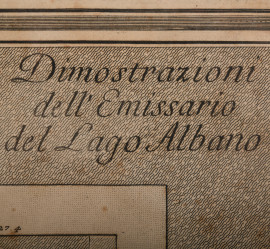 Dimostrazioni
dell' Emissario
del Lago Albano